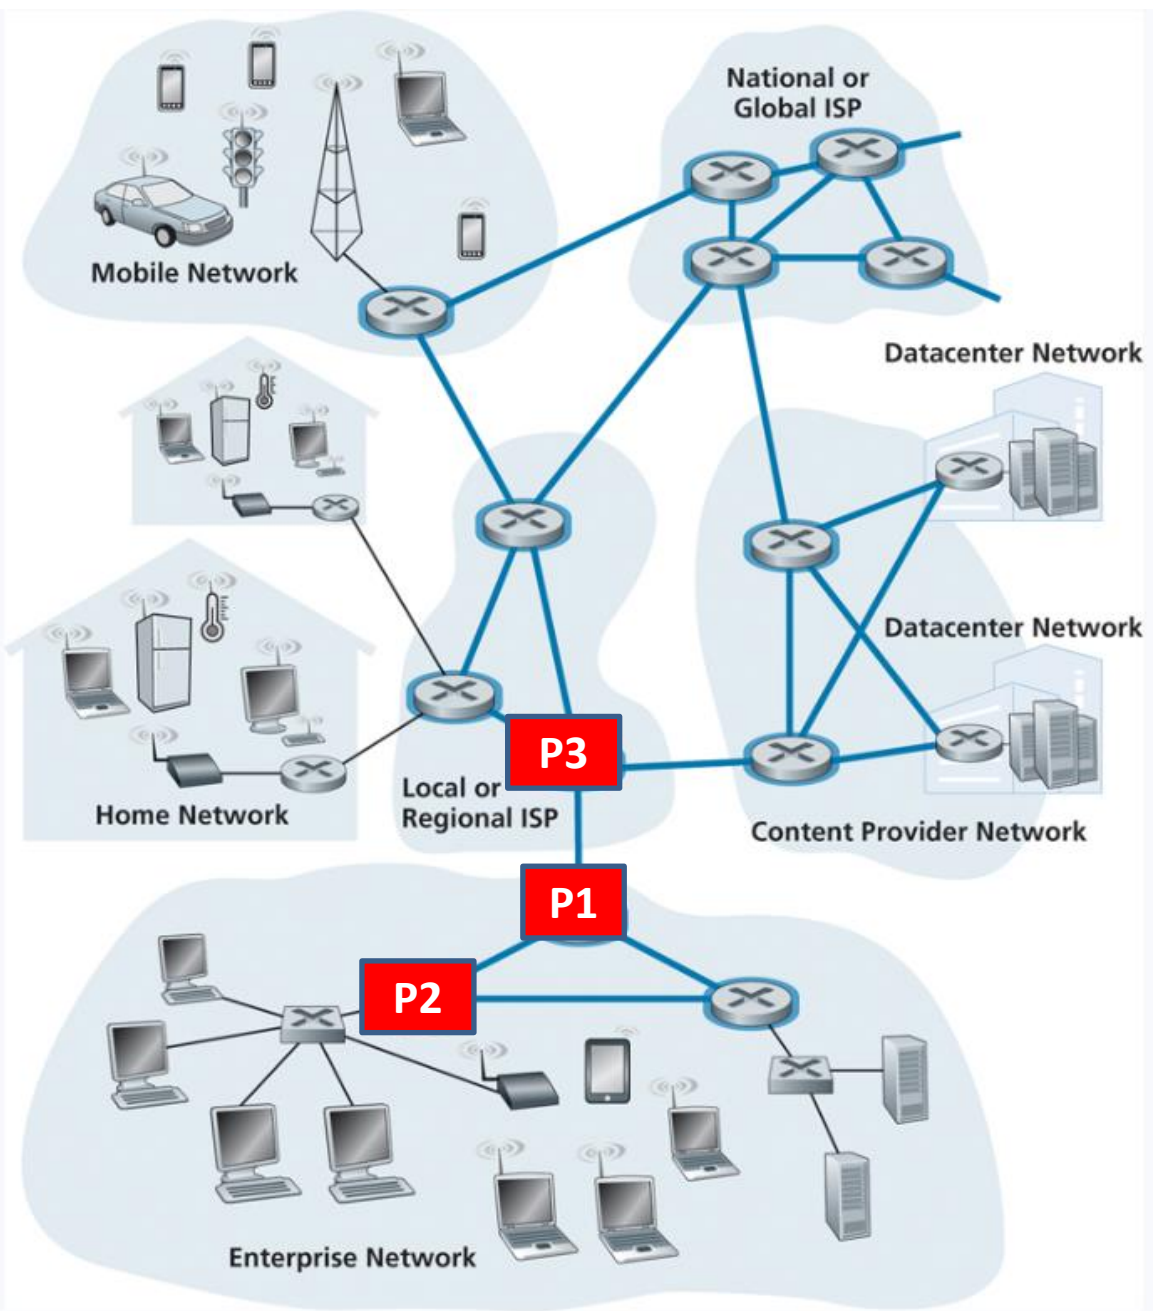 National or
Global ISP
Mobile Network
Datacenter Network
Datacenter Network
P3
Home Network
Local or
Regional ISP
Content Provider Network
P1
P2
Enterprise Network